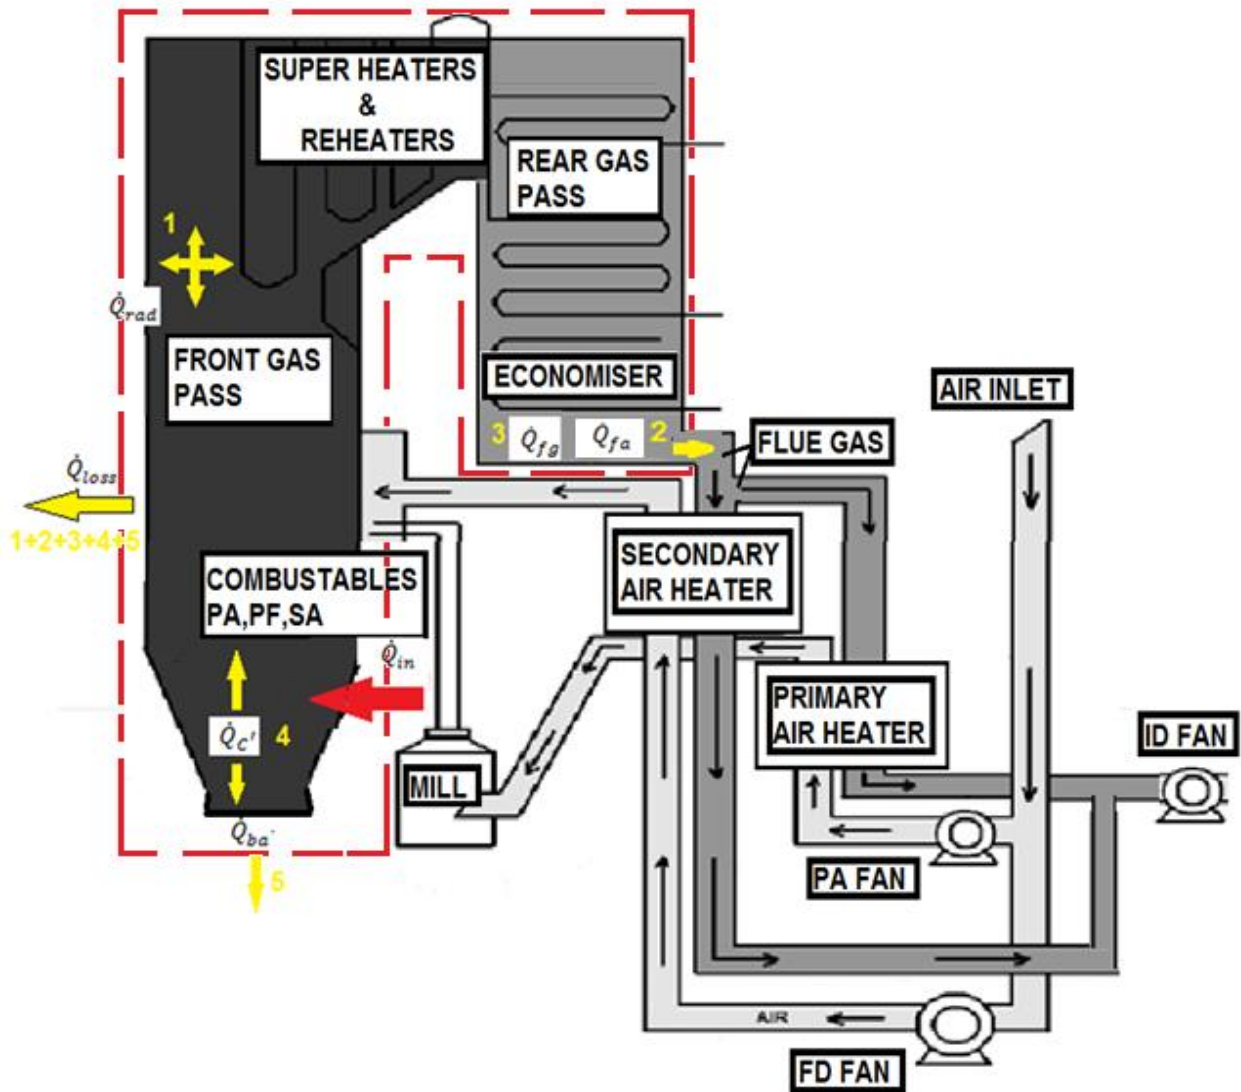 SUPER HEATERS
&
REHEATERS
REAR GAS
PASS
1
Q̇rad
FRONT GAS
PASS
ECONOMISER
AIR INLET
3 Q̇fg Q̇fa 2
FLUE GAS
Q̇loss
1+2+3+4+5
SECONDARY
AIR HEATER
COMBUSTABLES
PA,PF,SA
Q̇in
PRIMARY
AIR HEATER
Q̇C' 4
ID FAN
MILL
Q̇ba
5
PA FAN
AIR
FD FAN